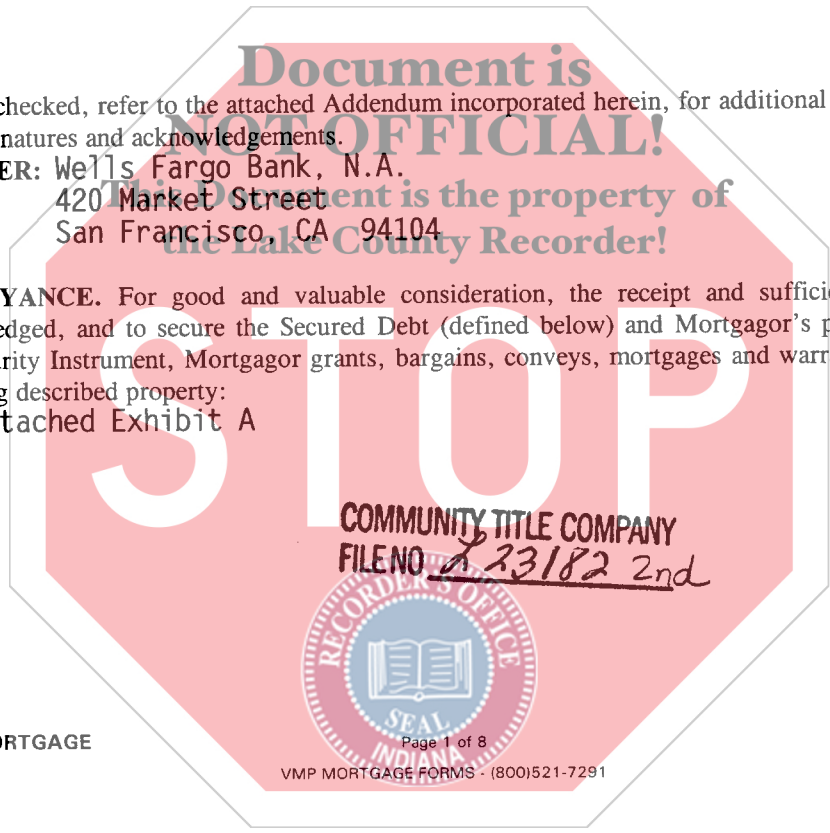 Document is
checked, refer to the attached Addendum incorporated herein, for additional
natures and acknowledgements.
NOT OFFICIAL!
ER: Wells Fargo Bank, N.A.
This Document is the property of
420 Market Street
San Francisco, CA 94104
the Lake County Recorder!
YANCE. For good and valuable consideration, the receipt and suffici
edged, and to secure the Secured Debt (defined below) and Mortgagor's p
rity Instrument, Mortgagor grants, bargains, conveys, mortgages and warr
g described property:
tached Exhibit A
STOP
COMMUNITY TITLE COMPANY
FILE NO L 23182 2nd
RECORDER'S OFFICE
SEAL
INDIANA
ORTGAGE
Page 1 of 8
VMP MORTGAGE FORMS - (800)521-7291